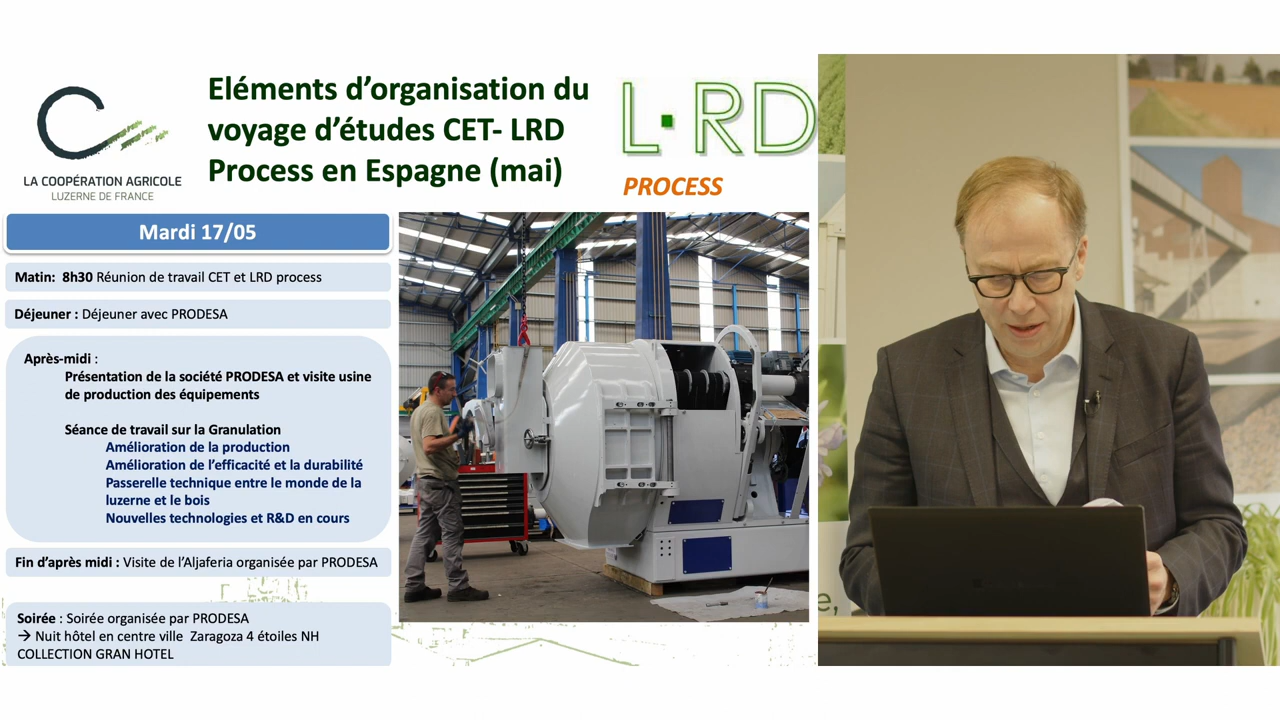 Eléments d’organisation du
voyage d’études CET- LRD
Process en Espagne (mai)
LA COOPÉRATION AGRICOLE
LUZERNE DE FRANCE
L·RD
PROCESS
Mardi 17/05
Matin: 8h30 Réunion de travail CET et LRD process
Déjeuner : Déjeuner avec PRODESA
Après-midi :
Présentation de la société PRODESA et visite usine
de production des équipements
Séance de travail sur la Granulation
Amélioration de la production
Amélioration de l’efficacité et la durabilité
Passerelle technique entre le monde de la
luzerne et le bois
Nouvelles technologies et R&D en cours
Fin d’après midi : Visite de l’Aljaferia organisée par PRODESA
Soirée : Soirée organisée par PRODESA
→ Nuit hôtel en centre ville Zaragoza 4 étoiles NH
COLLECTION GRAN HOTEL